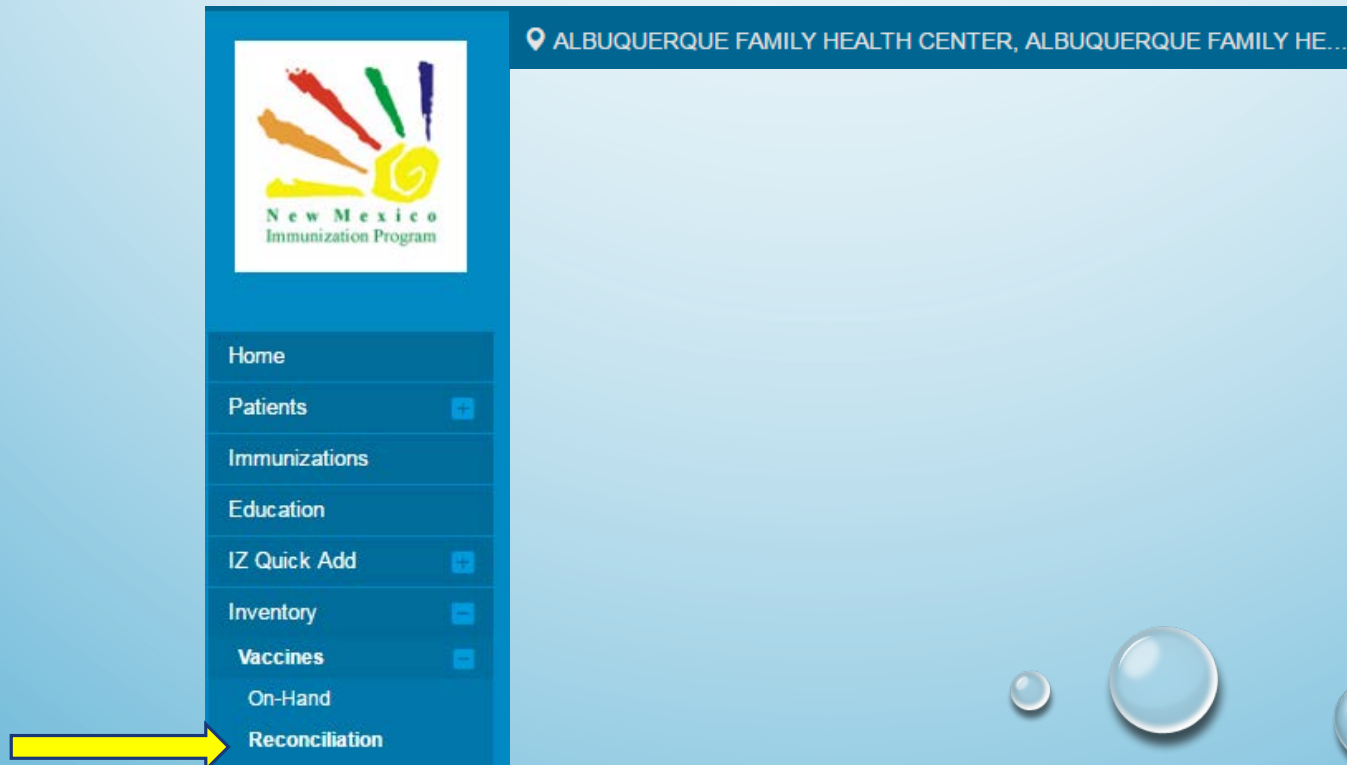 ALBUQUERQUE FAMILY HEALTH CENTER, ALBUQUERQUE FAMILY HE...
New Mexico
Immunization Program
Home
Patients
Immunizations
Education
IZ Quick Add
Inventory
Vaccines
On-Hand
Reconciliation